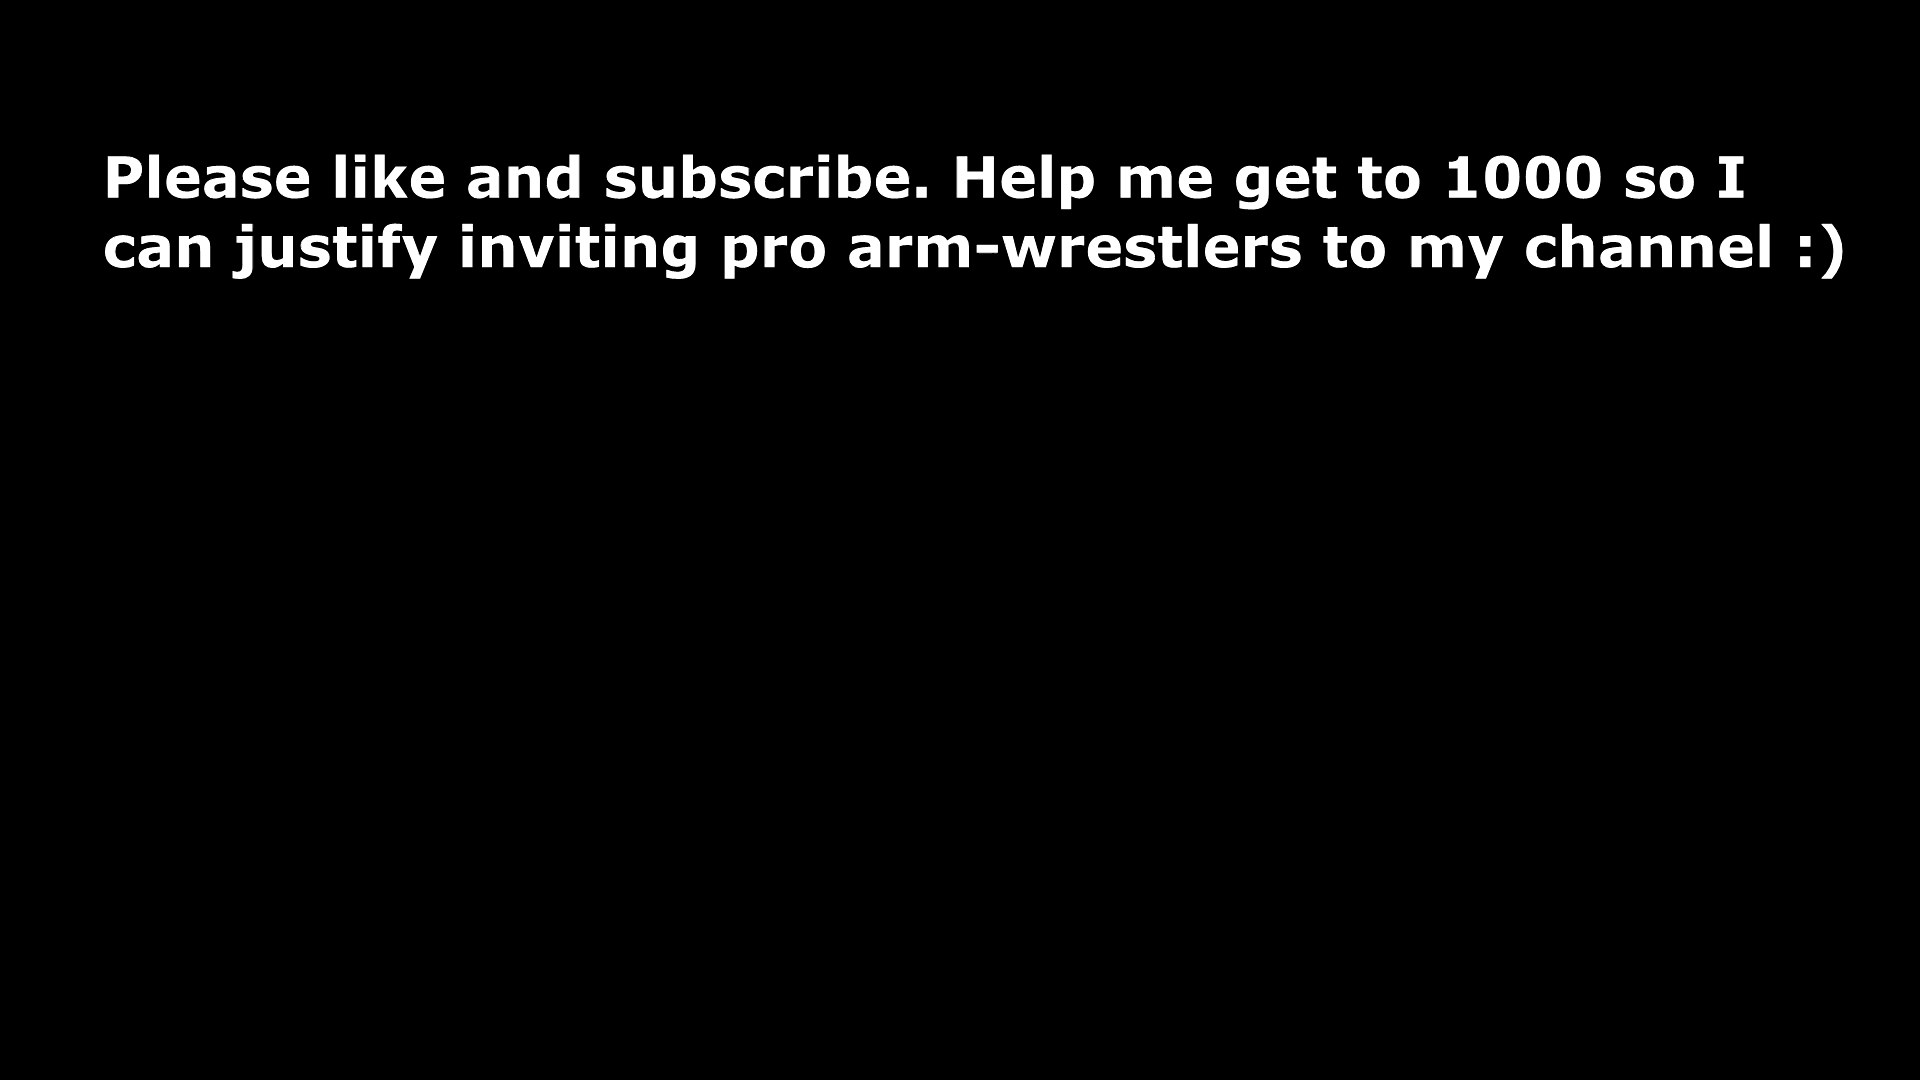 Please like and subscribe. Help me get to 1000 so I
can justify inviting pro arm-wrestlers to my channel :)